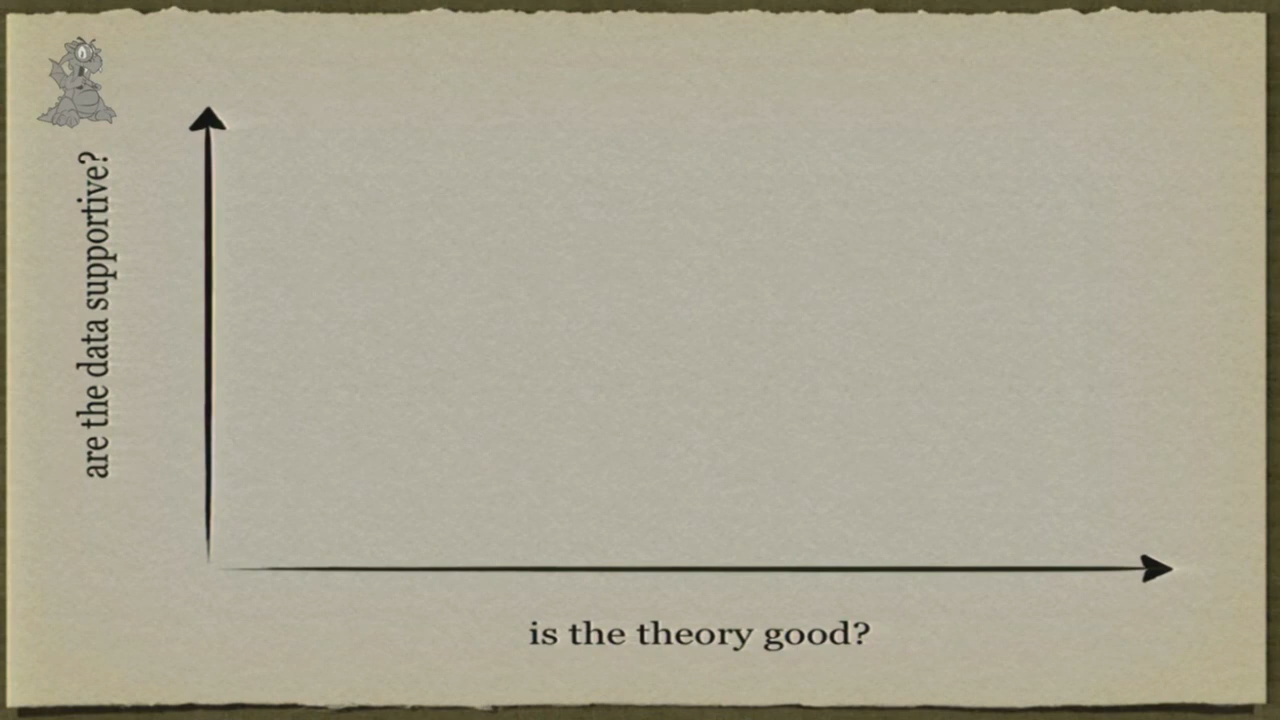 are the data supportive?
is the theory good?